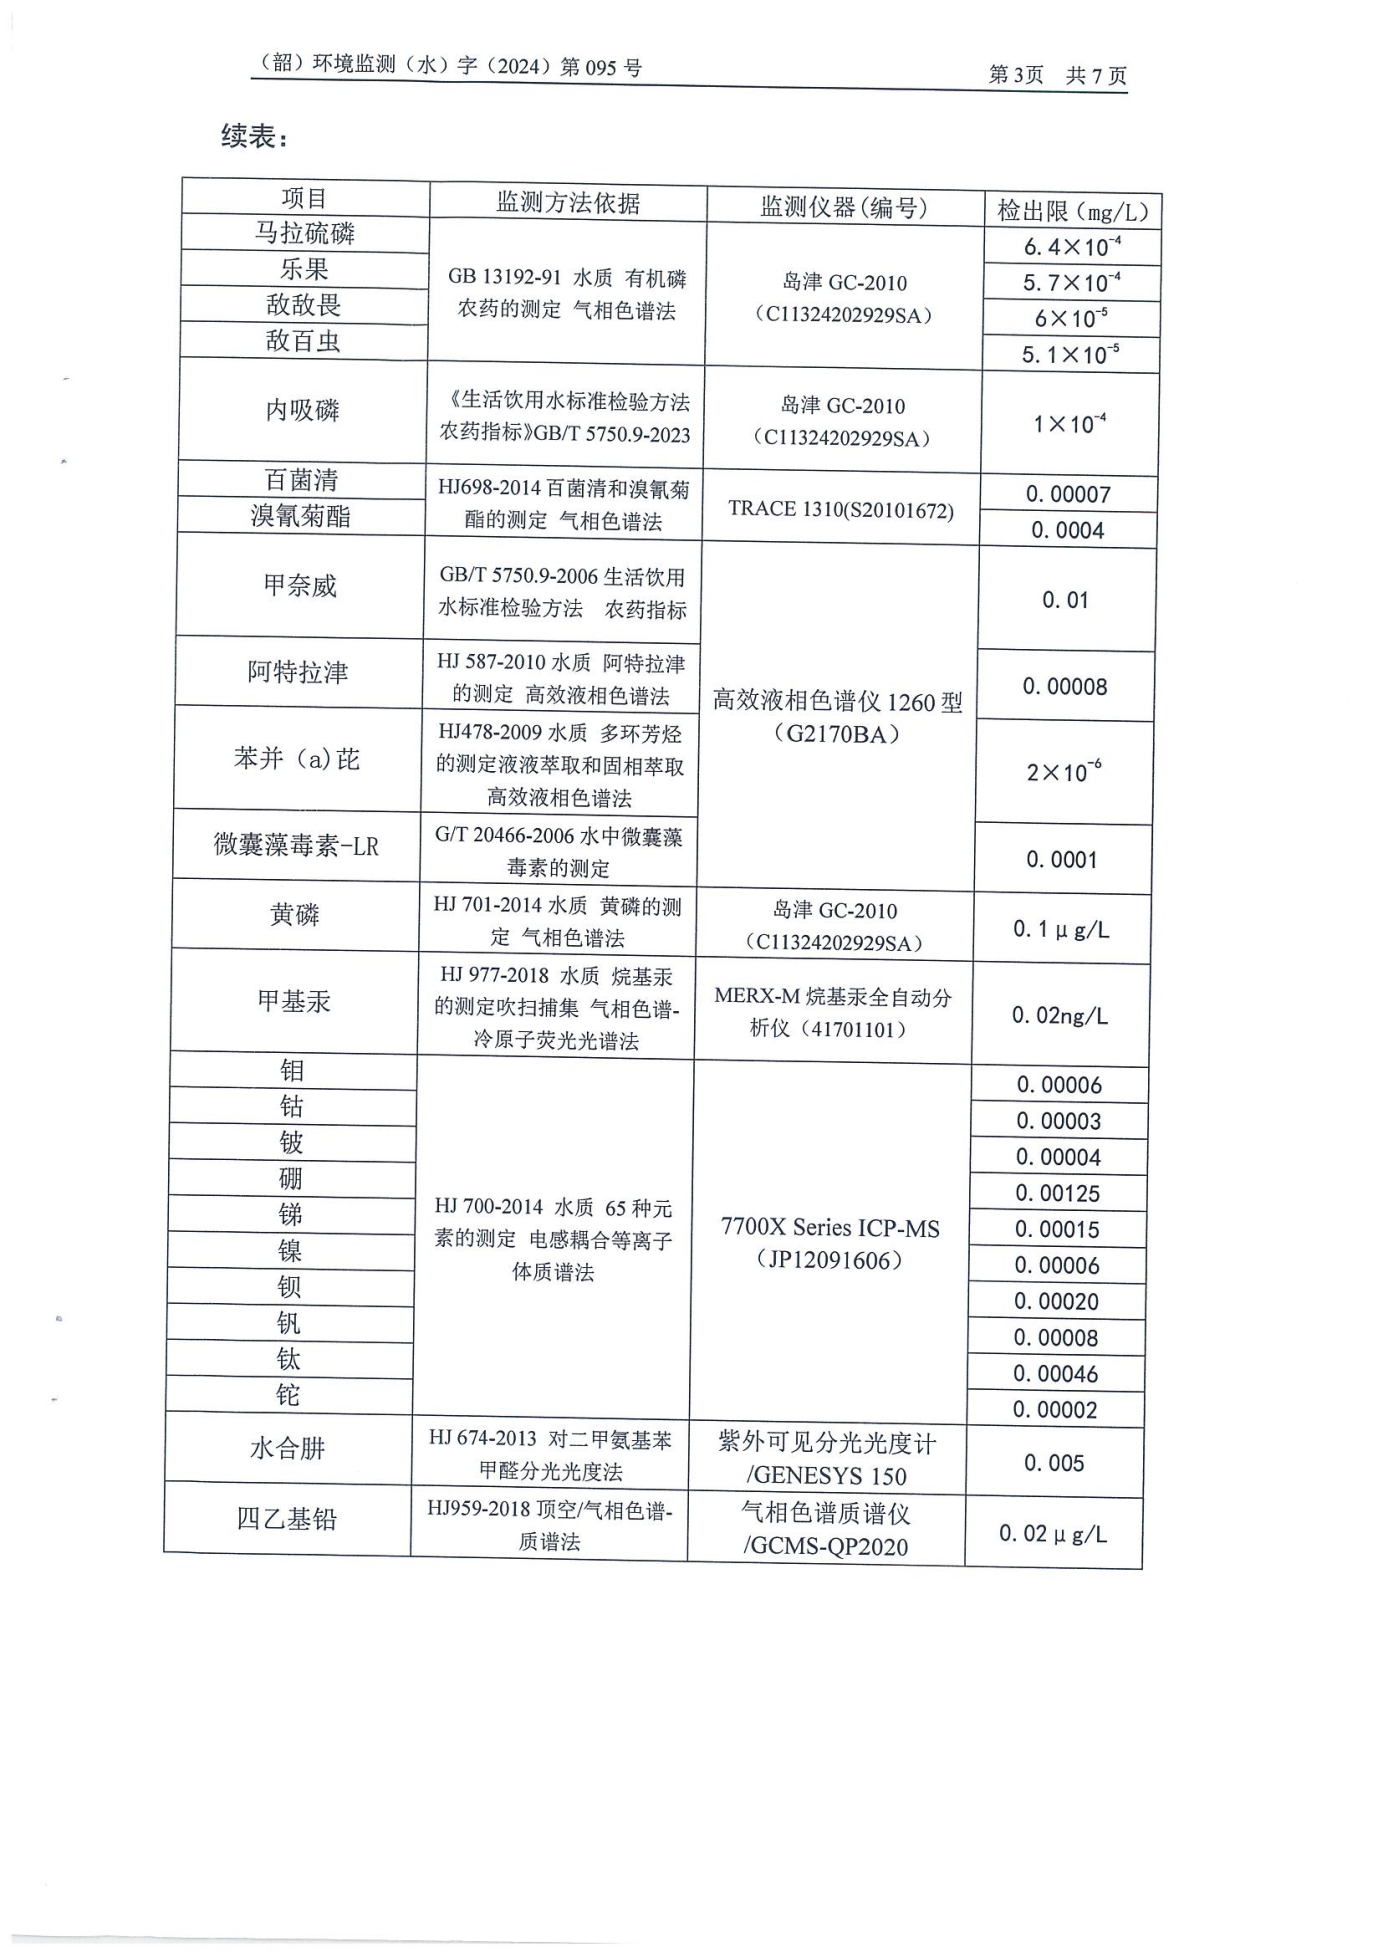 （韶）环境监测（水）字（2024）第 095 号
第3页 共 7 页
续表：
项目 监测方法依据 监测仪器(编号) 检出限(mg/L)
马拉硫磷
乐果
敌敌畏
敌百虫
GB 13192-91 水质 有机磷
农药的测定 气相色谱法
岛津 GC-2010
（C11324202929SA）
6.4×10⁻⁴
5.7×10⁻⁴
6×10⁻⁵
5.1×10⁻⁵
内吸磷
《生活饮用水标准检验方法
农药指标》GB/T 5750.9-2023
岛津 GC-2010
（C11324202929SA）
1×10⁻⁴
百菌清
溴氰菊酯
HJ698-2014 百菌清和溴氰菊
酯的测定 气相色谱法
TRACE 1310(S20101672)
0.00007
0.0004
甲奈威
GB/T 5750.9-2006 生活饮用
水标准检验方法 农药指标
高效液相色谱仪 1260 型
（G2170BA）
0.01
阿特拉津
HJ 587-2010 水质 阿特拉津
的测定 高效液相色谱法
0.00008
苯并（a)芘
HJ478-2009 水质 多环芳烃
的测定液液萃取和固相萃取
高效液相色谱法
2×10⁻⁶
微囊藻毒素-LR
G/T 20466-2006 水中微囊藻
毒素的测定
0.0001
黄磷
HJ 701-2014 水质 黄磷的测
定 气相色谱法
岛津 GC-2010
（C11324202929SA）
0.1μg/L
甲基汞
HJ 977-2018 水质 烷基汞
的测定吹扫捕集 气相色谱-
冷原子荧光光谱法
MERX-M 烷基汞全自动分
析仪（41701101）
0.02ng/L
钼
钴
铍
硼
锑
镍
钡
钒
钛
铊
HJ 700-2014 水质 65 种元
素的测定 电感耦合等离子
体质谱法
7700X Series ICP-MS
（JP12091606）
0.00006
0.00003
0.00004
0.00125
0.00015
0.00006
0.00020
0.00008
0.00046
0.00002
水合肼
HJ 674-2013 对二甲氨基苯
甲醛分光光度法
紫外可见分光光度计
/GENESYS 150
0.005
四乙基铅
HJ959-2018 顶空/气相色谱-
质谱法
气相色谱质谱仪
/GCMS-QP2020
0.02μg/L